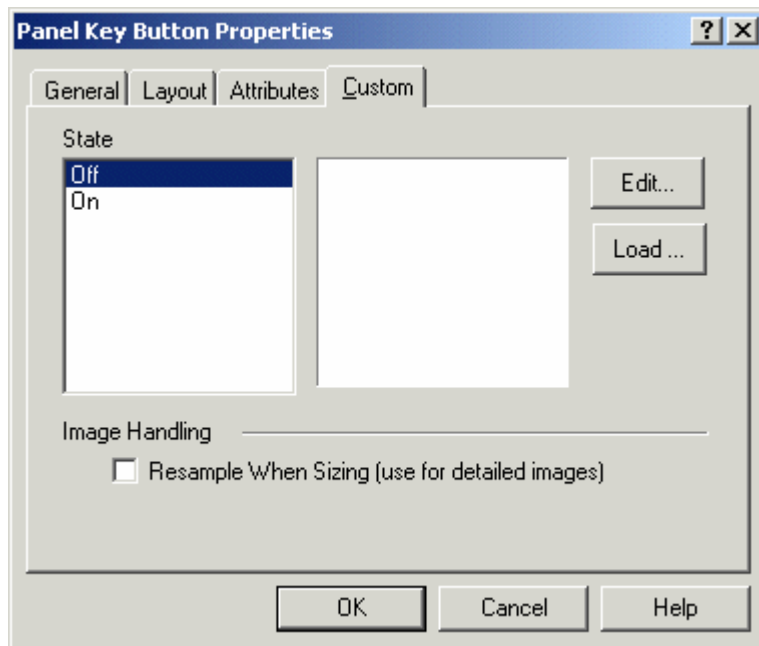 Panel Key Button Properties
General Layout Attributes Custom
State
Off
On
Edit...
Load ...
Image Handling
Resample When Sizing (use for detailed images)
OK Cancel Help